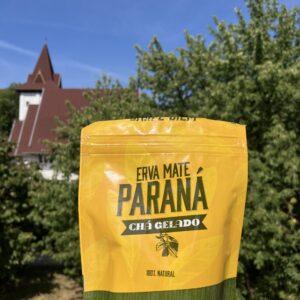 ERVA MATE
PARANÁ
CHÁ GELADO
100% NATURAL